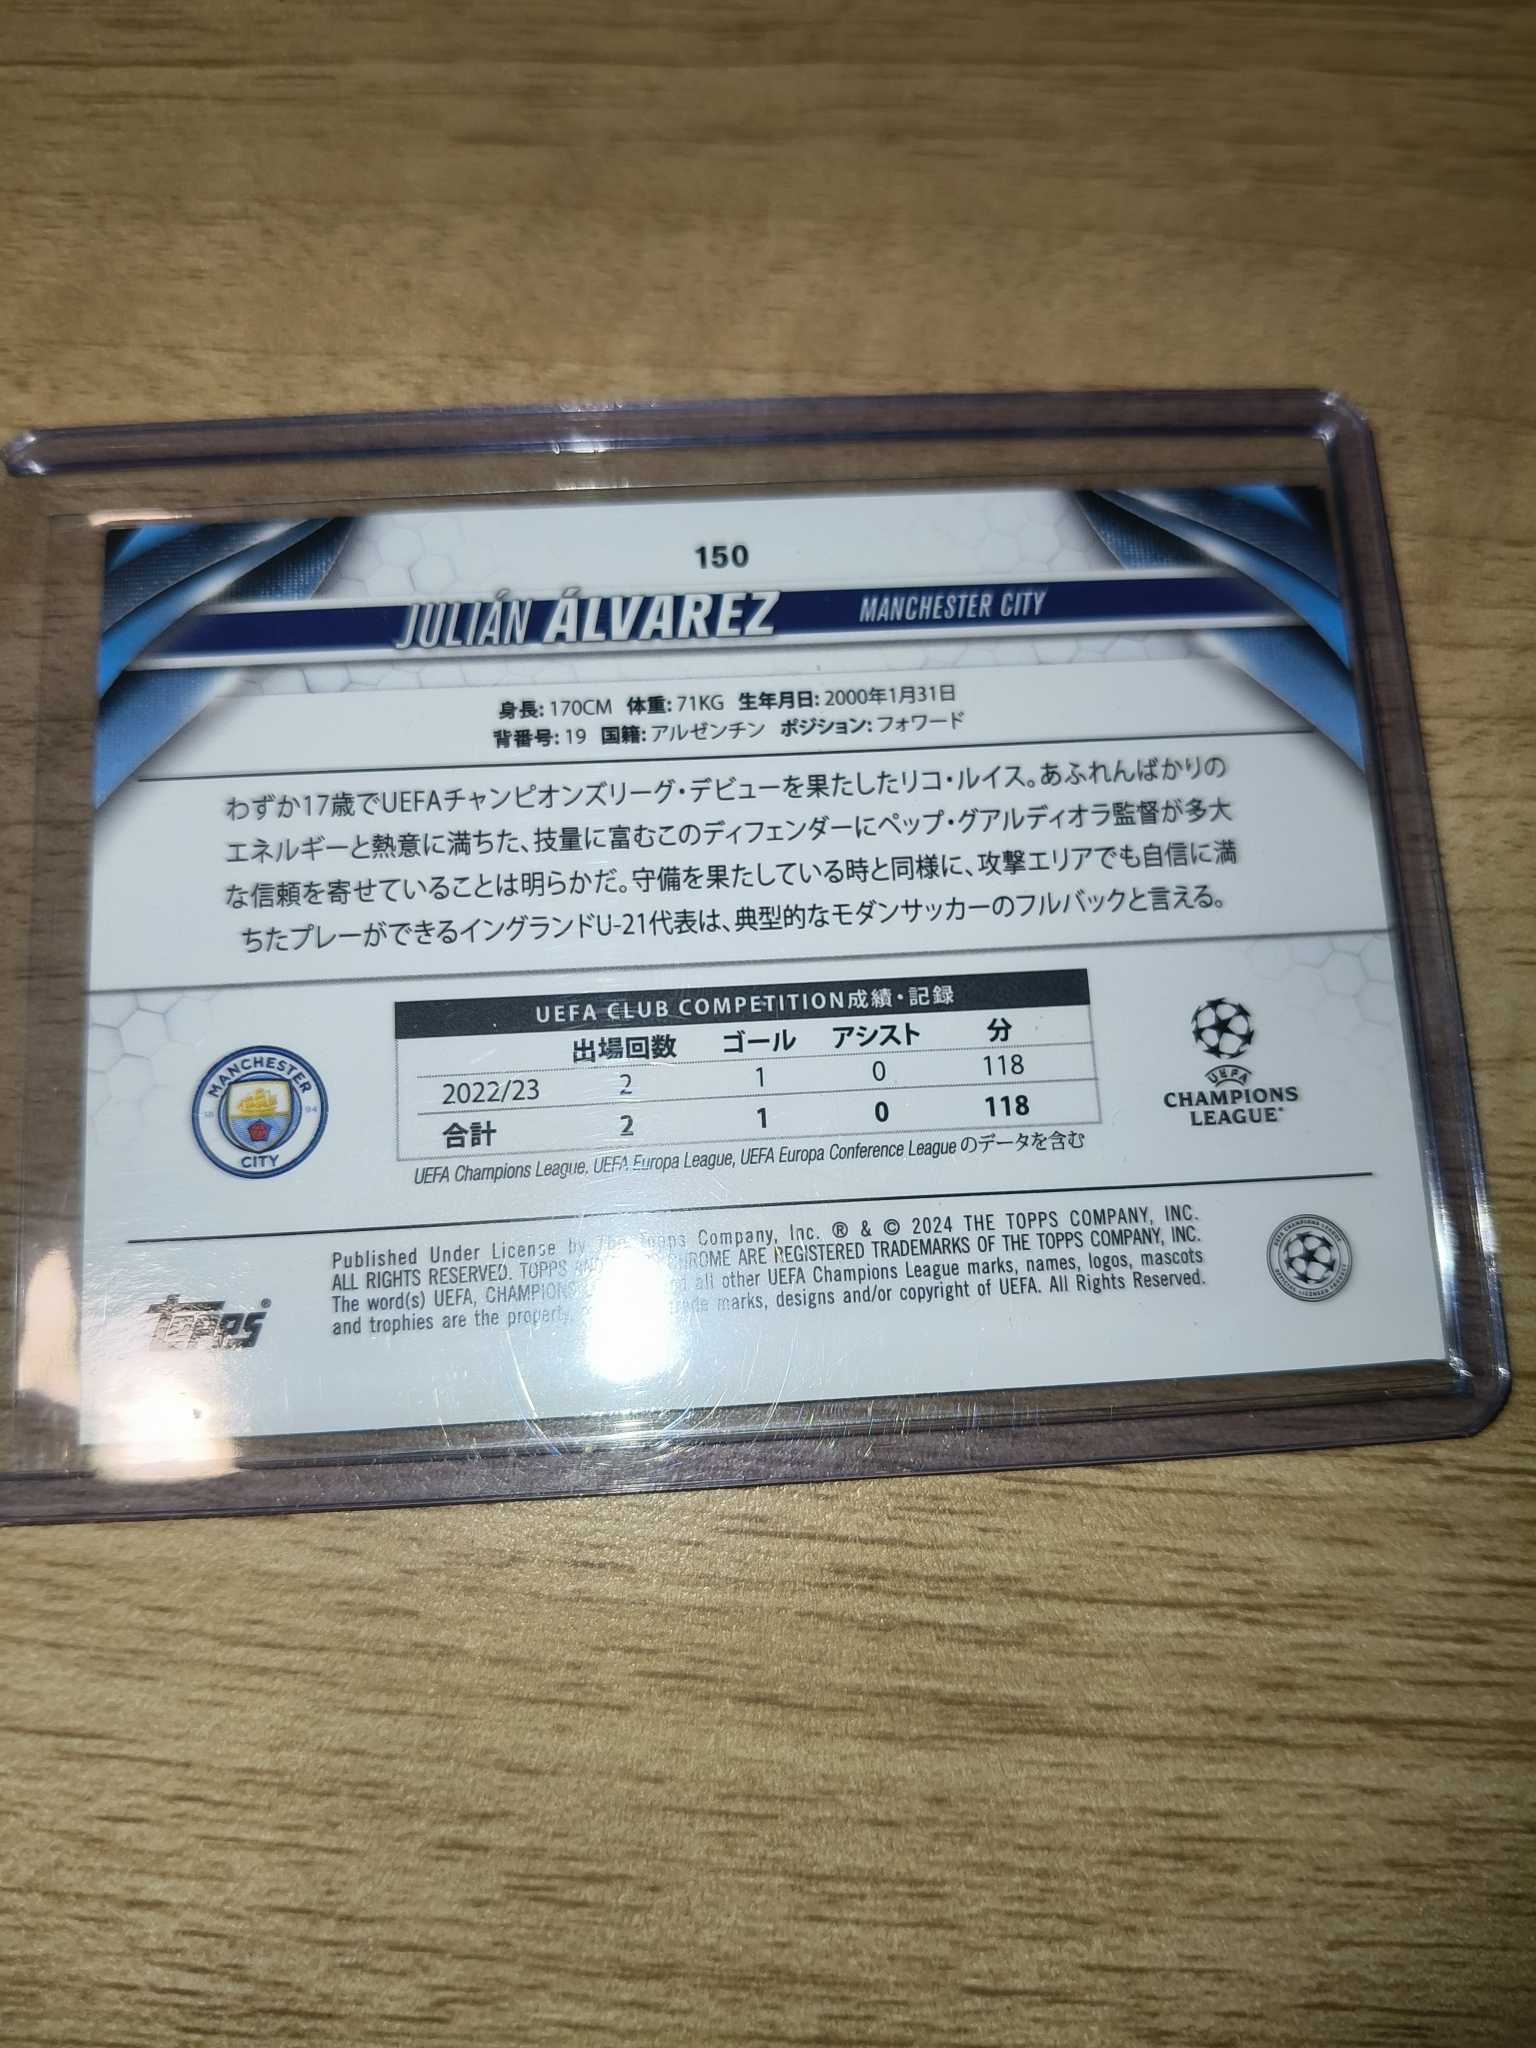 150
JULIÁN ÁLVAREZ MANCHESTER CITY
身長: 170CM 体重: 71KG 生年月日: 2000年1月31日
背番号: 19 国籍: アルゼンチン ポジション: フォワード
わずか17歳でUEFAチャンピオンズリーグ・デビューを果たしたリコ・ルイス。あふれんばかりの
エネルギーと熱意に満ちた、技量に富むこのディフェンダーにペップ・グアルディオラ監督が多大
な信頼を寄せていることは明らかだ。守備を果たしている時と同様に、攻撃エリアでも自信に満
ちたプレーができるイングランドU-21代表は、典型的なモダンサッカーのフルバックと言える。
UEFA CLUB COMPETITION成績・記録
出場回数 ゴール アシスト 分
2022/23 2 1 0 118
合計 2 1 0 118
UEFA Champions League, UEFA Europa League, UEFA Europa Conference League のデータを含む
MANCHESTER
18 94
CITY
UEFA
CHAMPIONS
LEAGUE
Published Under License by The Topps Company, Inc. ® & © 2024 THE TOPPS COMPANY, INC.
ALL RIGHTS RESERVED. TOPPS AND CHROME ARE REGISTERED TRADEMARKS OF THE TOPPS COMPANY, INC.
The word(s) UEFA, CHAMPIONS all other UEFA Champions League marks, names, logos, mascots
and trophies are the property, marks, designs and/or copyright of UEFA. All Rights Reserved.
topps®